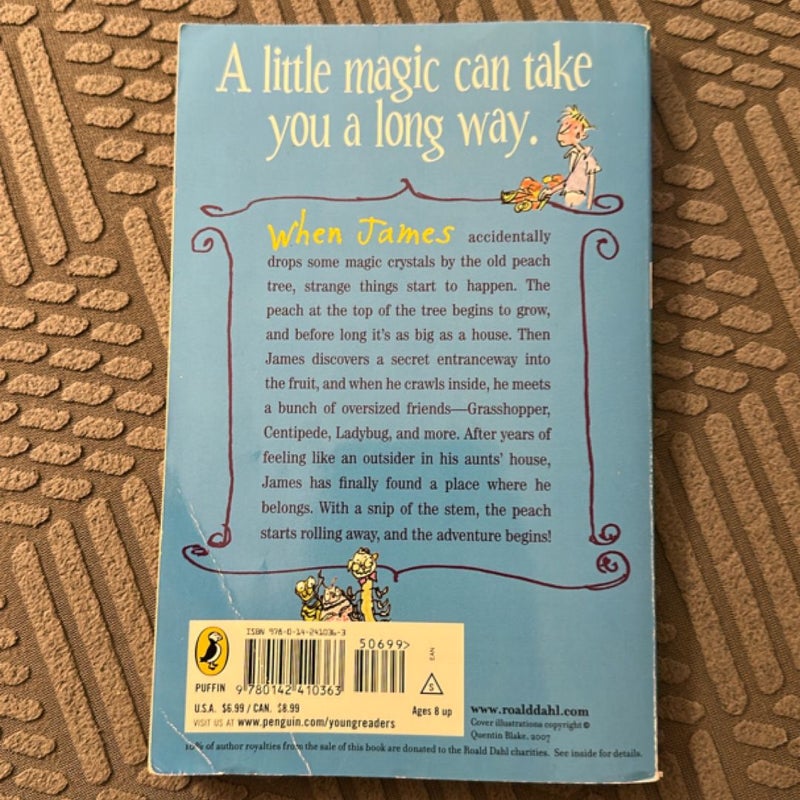 A little magic can take
you a long way.
When James accidentally
drops some magic crystals by the old peach
tree, strange things start to happen. The
peach at the top of the tree begins to grow,
and before long it's as big as a house. Then
James discovers a secret entranceway into
the fruit, and when he crawls inside, he meets
a bunch of oversized friends—Grasshopper,
Centipede, Ladybug, and more. After years of
feeling like an outsider in his aunts' house,
James has finally found a place where he
belongs. With a snip of the stem, the peach
starts rolling away, and the adventure begins!
ISBN 978-0-14-241036-3
50699>
EAN
PUFFIN
9 780142 410363
S
U.S.A. $6.99 / CAN. $8.99
Ages 8 up
VISIT US AT www.penguin.com/youngreaders
www.roalddahl.com
Cover illustrations copyright ©
Quentin Blake, 2007
10% of author royalties from the sale of this book are donated to the Roald Dahl charities. See inside for details.